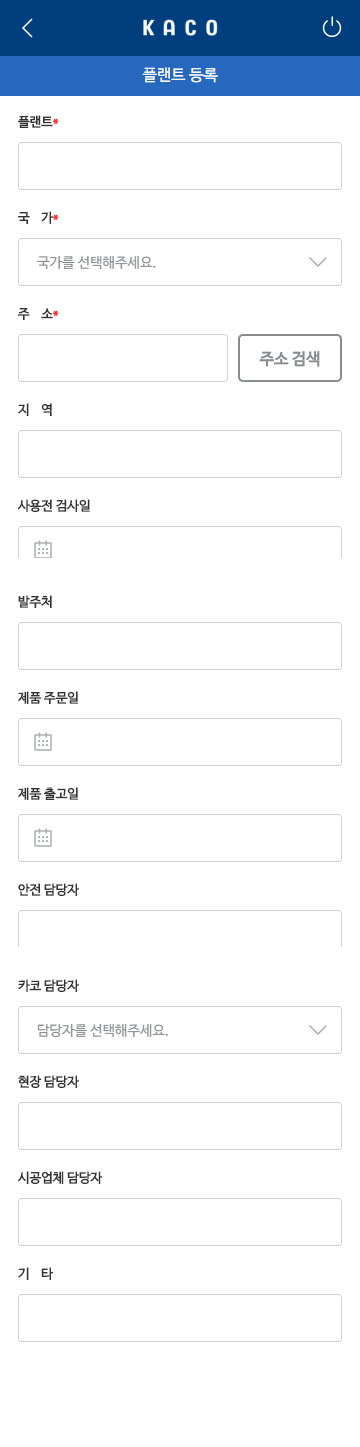 KACO
플랜트 등록
플랜트*
국 가*
국가를 선택해주세요.
주 소*
주소 검색
지 역
사용전 검사일
발주처
제품 주문일
제품 출고일
안전 담당자
카코 담당자
담당자를 선택해주세요.
현장 담당자
시공업체 담당자
기 타